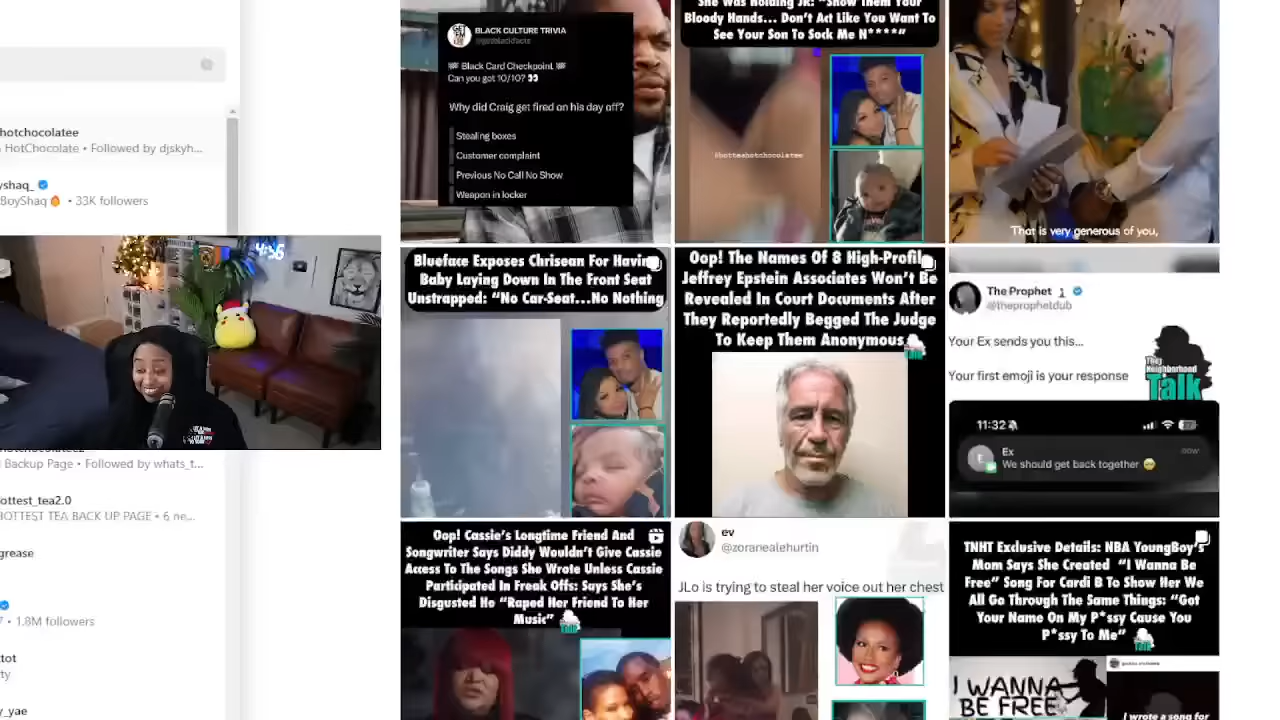 hotchocolatee
HotChocolate • Followed by djskyh...
yshaq_
BoyShaq • 33K followers
4:56
Backup Page • Followed by whats_t...
ottest_tea2.0
HOTTEST TEA BACK UP PAGE • 6 ne...
grease
• 1.8M followers
tot
ty
y_yae
BLACK CULTURE TRIVIA
Black Card Checkpoint
Can you get 10/10?
Why did Craig get fired on his day off?
Stealing boxes
Customer complaint
Previous No Call No Show
Weapon in locker
She Was Holding JR: “Show Them Your
Bloody Hands... Don’t Act Like You Want To
See Your Son To Sock Me N****”
@hotteshotchocolatee
That is very generous of you,
Blueface Exposes Chrisean For Having
Baby Laying Down In The Front Seat
Unstrapped: “No Car-Seat...No Nothing
Oop! The Names Of 8 High-Profile
Jeffrey Epstein Associates Won’t Be
Revealed In Court Documents After
They Reportedly Begged The Judge
To Keep Them Anonymous
The Prophet
@theprophetdub
Your Ex sends you this...
Your first emoji is your response
They
Neighborhood
Talk
11:32
Ex
now
We should get back together
Oop! Cassie’s Longtime Friend And
Songwriter Says Diddy Wouldn’t Give Cassie
Access To The Songs She Wrote Unless Cassie
Participated In Freak Offs: Says She’s
Disgusted He “Raped Her Friend To Her
Music”
ev
@zoranealehurtin
JLo is trying to steal her voice out her chest
TNHT Exclusive Details: NBA YoungBoy’s
Mom Says She Created “I Wanna Be
Free” Song For Cardi B To Show Her We
All Go Through The Same Things: “Got
Your Name On My P*ssy Cause You
P*ssy To Me”
I WANNA
BE FREE
I wrote a song for